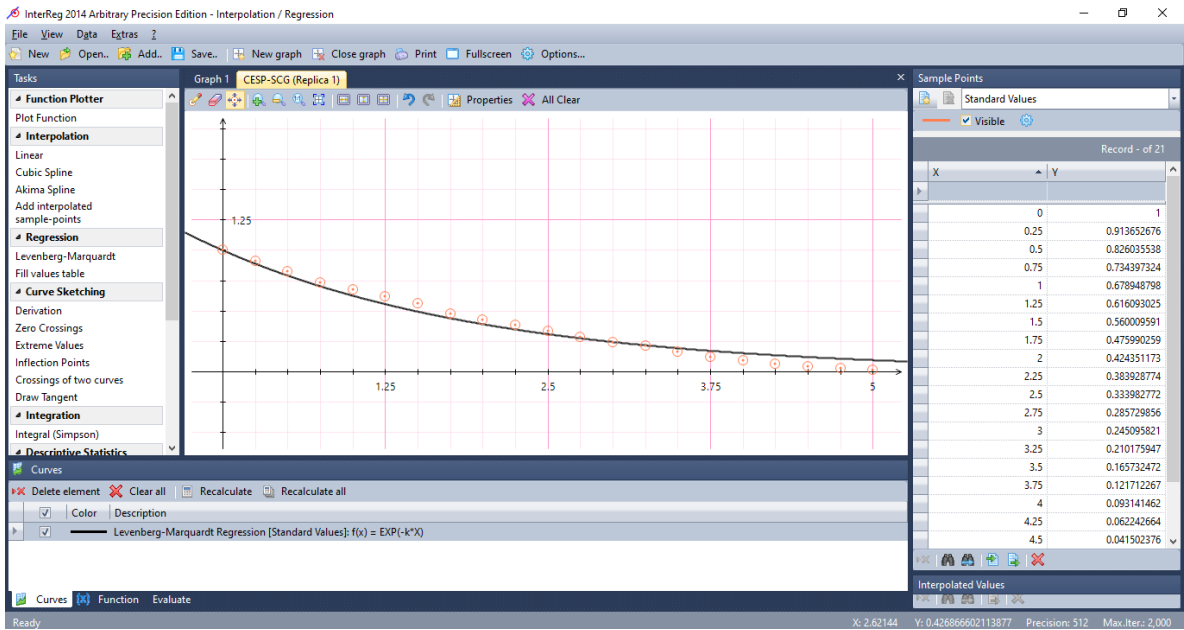 InterReg 2014 Arbitrary Precision Edition - Interpolation / Regression
File View Data Extras ?
New Open.. Add.. Save.. New graph Close graph Print Fullscreen Options...
Tasks
Function Plotter
Plot Function
Interpolation
Linear
Cubic Spline
Akima Spline
Add interpolated
sample-points
Regression
Levenberg-Marquardt
Fill values table
Curve Sketching
Derivation
Zero Crossings
Extreme Values
Inflection Points
Crossings of two curves
Draw Tangent
Integration
Integral (Simpson)
Descriptive Statistics
Graph 1 CESP-SCG (Replica 1)
Properties All Clear
1.25
1.25 2.5 3.75 5
Sample Points
Standard Values
Visible
Record - of 21
X Y
0 1
0.25 0.913652676
0.5 0.826035538
0.75 0.734397324
1 0.678948798
1.25 0.616093025
1.5 0.560009591
1.75 0.475990259
2 0.424351173
2.25 0.383928774
2.5 0.333982772
2.75 0.285729856
3 0.245095821
3.25 0.210175947
3.5 0.165732472
3.75 0.121712267
4 0.093141462
4.25 0.062242664
4.5 0.041502376
Interpolated Values
Curves
Delete element Clear all Recalculate Recalculate all
Color Description
Levenberg-Marquardt Regression [Standard Values]: f(x) = EXP(-k*X)
Curves {x} Function Evaluate
Ready X: 2.62144 Y: 0.426866602113877 Precision: 512 Max.Iter.: 2,000